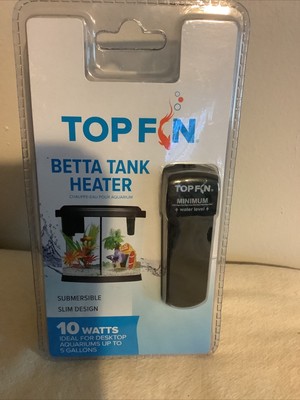 TOP FIN
BETTA TANK
HEATER
SUBMERSIBLE
SLIM DESIGN
10 WATTS
IDEAL FOR DESKTOP
AQUARIUMS UP TO
5 GALLONS
TOP FIN
MINIMUM
water level